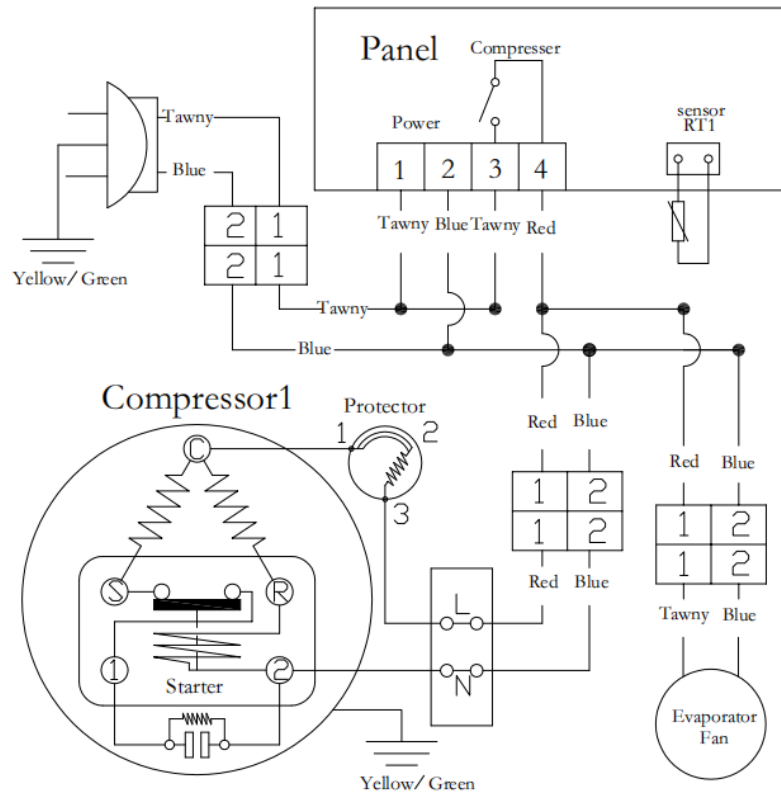 Panel
Compresser
Power
sensor
RT1
1 2 3 4
Tawny
Blue
Tawny Blue Tawny Red
2 1
2 1
Yellow/ Green
Tawny
Blue
Compressor1
Protector
1 2
3
C
S R
1 2
Starter
L
N
Red Blue
1 2
1 2
Red Blue
Red Blue
1 2
1 2
Tawny Blue
Evaporator
Fan
Yellow/ Green